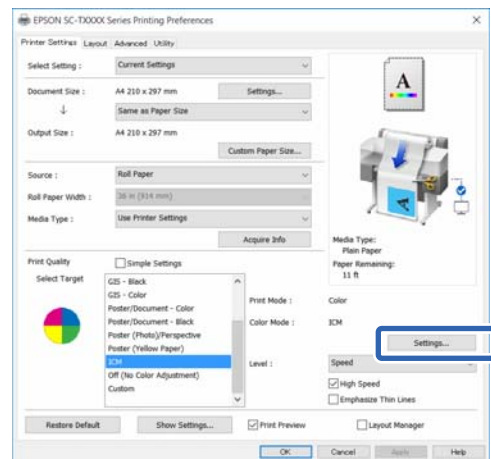 EPSON SC-TXXXX Series Printing Preferences
Printer Settings Layout Advanced Utility
Select Setting : Current Settings
Document Size : A4 210 x 297 mm Settings...
Same as Paper Size
Output Size : A4 210 x 297 mm
Custom Paper Size...
Source : Roll Paper
Roll Paper Width : 36 in (914 mm)
Media Type : Use Printer Settings
Acquire Info
A
Media Type:
Plain Paper
Paper Remaining:
11 ft
Print Quality Simple Settings
Select Target
GIS - Black
GIS - Color
Poster/Document - Color
Poster/Document - Black
Poster (Photo)/Perspective
Poster (Yellow Paper)
ICM
Off (No Color Adjustment)
Custom
Print Mode : Color
Color Mode : ICM
Settings...
Level : Speed
High Speed
Emphasize Thin Lines
Restore Default Show Settings... Print Preview Layout Manager
OK Cancel Apply Help